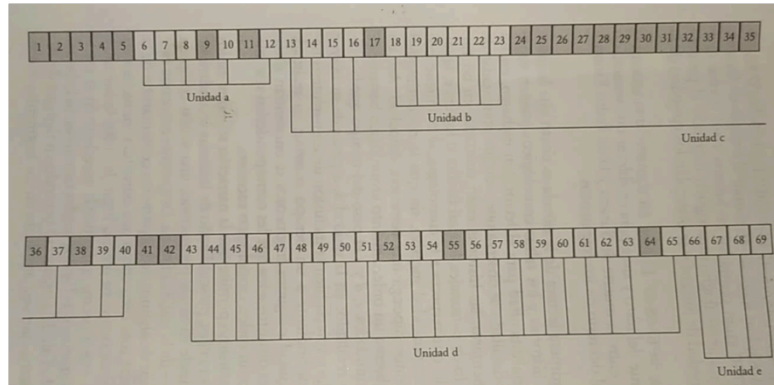 1 2 3 4 5 6 7 8 9 10 11 12 13 14 15 16 17 18 19 20 21 22 23 24 25 26 27 28 29 30 31 32 33 34 35
Unidad a
Unidad b
Unidad c
36 37 38 39 40 41 42 43 44 45 46 47 48 49 50 51 52 53 54 55 56 57 58 59 60 61 62 63 64 65 66 67 68 69
Unidad d
Unidad e